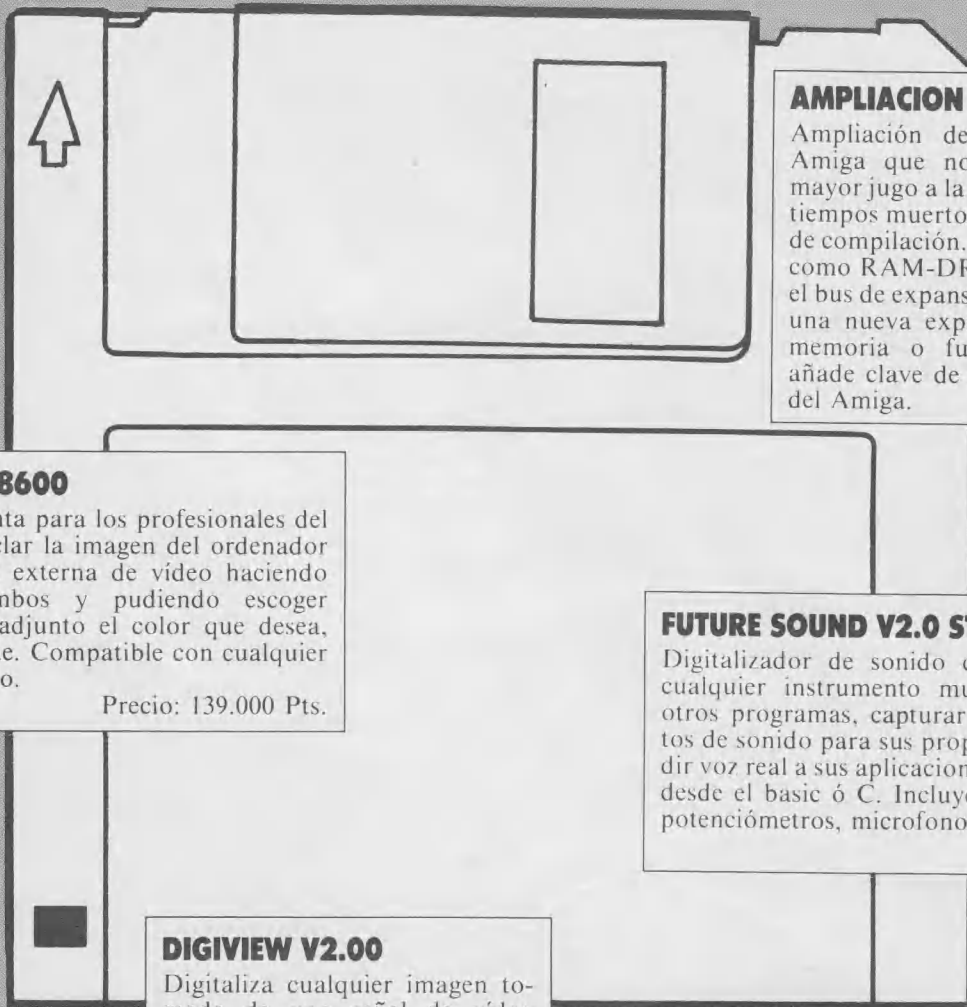 AMPLIACION
Ampliación de
Amiga que no
mayor jugo a la
tiempos muerto
de compilación.
como RAM-DR
el bus de expans
una nueva exp
memoria o fu
añade clave de
del Amiga.
8600
nta para los profesionales del
clar la imagen del ordenador
externa de vídeo haciendo
nbos y pudiendo escoger
adjunto el color que desea,
e. Compatible con cualquier
o.
Precio: 139.000 Pts.
FUTURE SOUND V2.0 ST
Digitalizador de sonido c
cualquier instrumento mu
otros programas, capturar
tos de sonido para sus prop
dir voz real a sus aplicacion
desde el basic ó C. Incluye
potenciómetros, microfono
DIGIVIEW V2.00
Digitaliza cualquier imagen to-